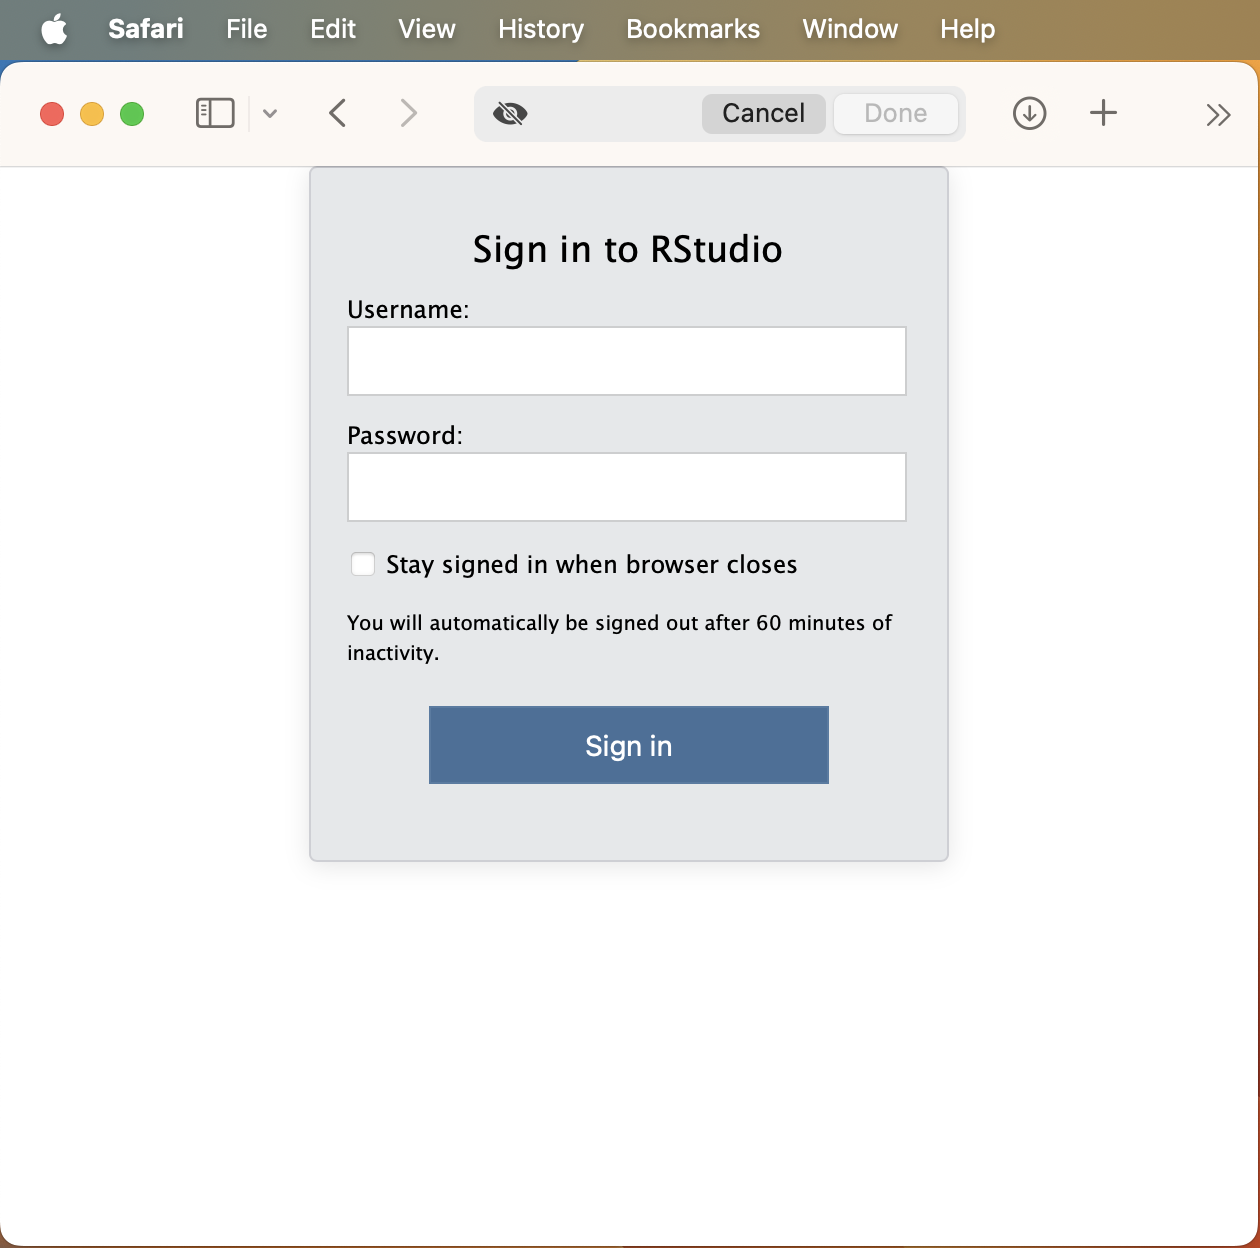 Safari File Edit View History Bookmarks Window Help
Cancel Done
Sign in to RStudio
Username:
Password:
Stay signed in when browser closes
You will automatically be signed out after 60 minutes of
inactivity.
Sign in